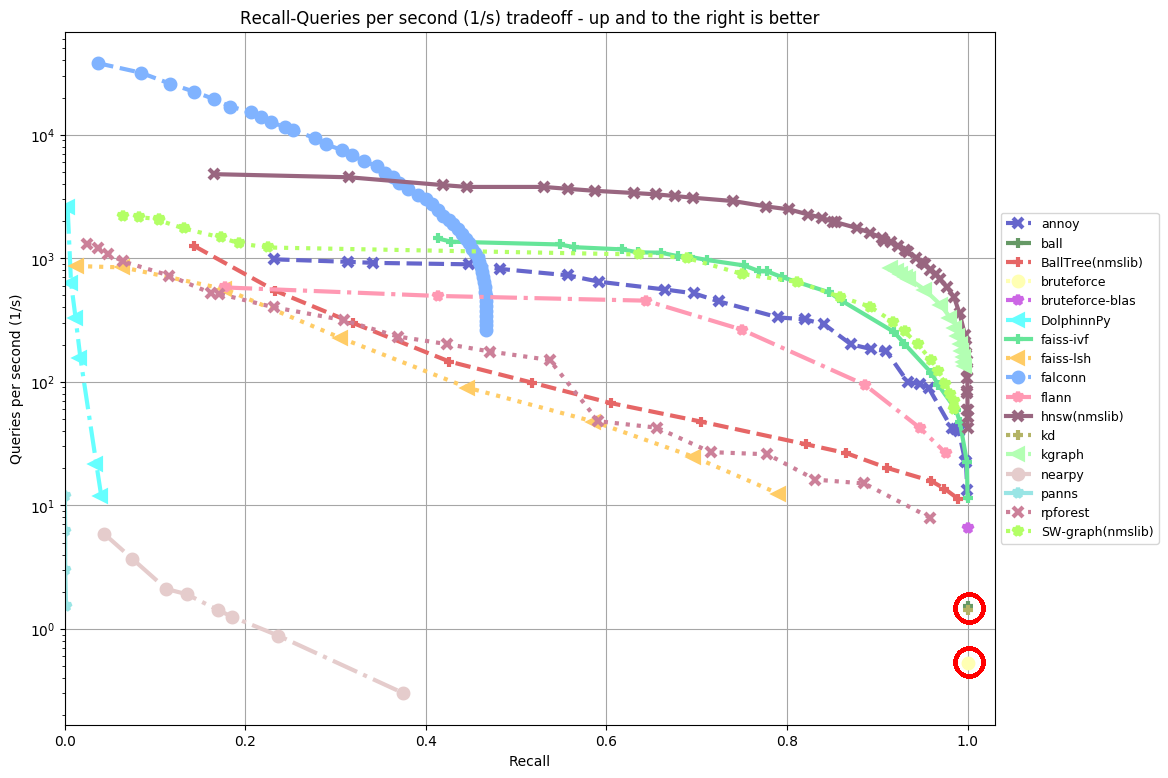 Recall-Queries per second (1/s) tradeoff - up and to the right is better
Queries per second (1/s)
10⁴
10³
10²
10¹
10⁰
0.0 0.2 0.4 0.6 0.8 1.0
Recall
annoy
ball
BallTree(nmslib)
bruteforce
bruteforce-blas
DolphinnPy
faiss-ivf
faiss-lsh
falconn
flann
hnsw(nmslib)
kd
kgraph
nearpy
panns
rpforest
SW-graph(nmslib)